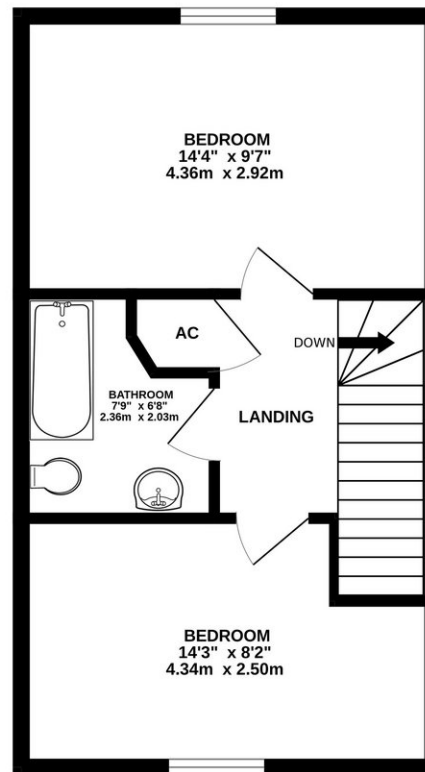 BEDROOM
14'4" x 9'7"
4.36m x 2.92m
AC
DOWN
BATHROOM
7'9" x 6'8"
2.36m x 2.03m
LANDING
BEDROOM
14'3" x 8'2"
4.34m x 2.50m